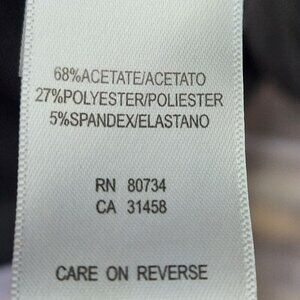 68%ACETATE/ACETATO
27%POLYESTER/POLIESTER
5%SPANDEX/ELASTANO
RN 80734
CA 31458
CARE ON REVERSE